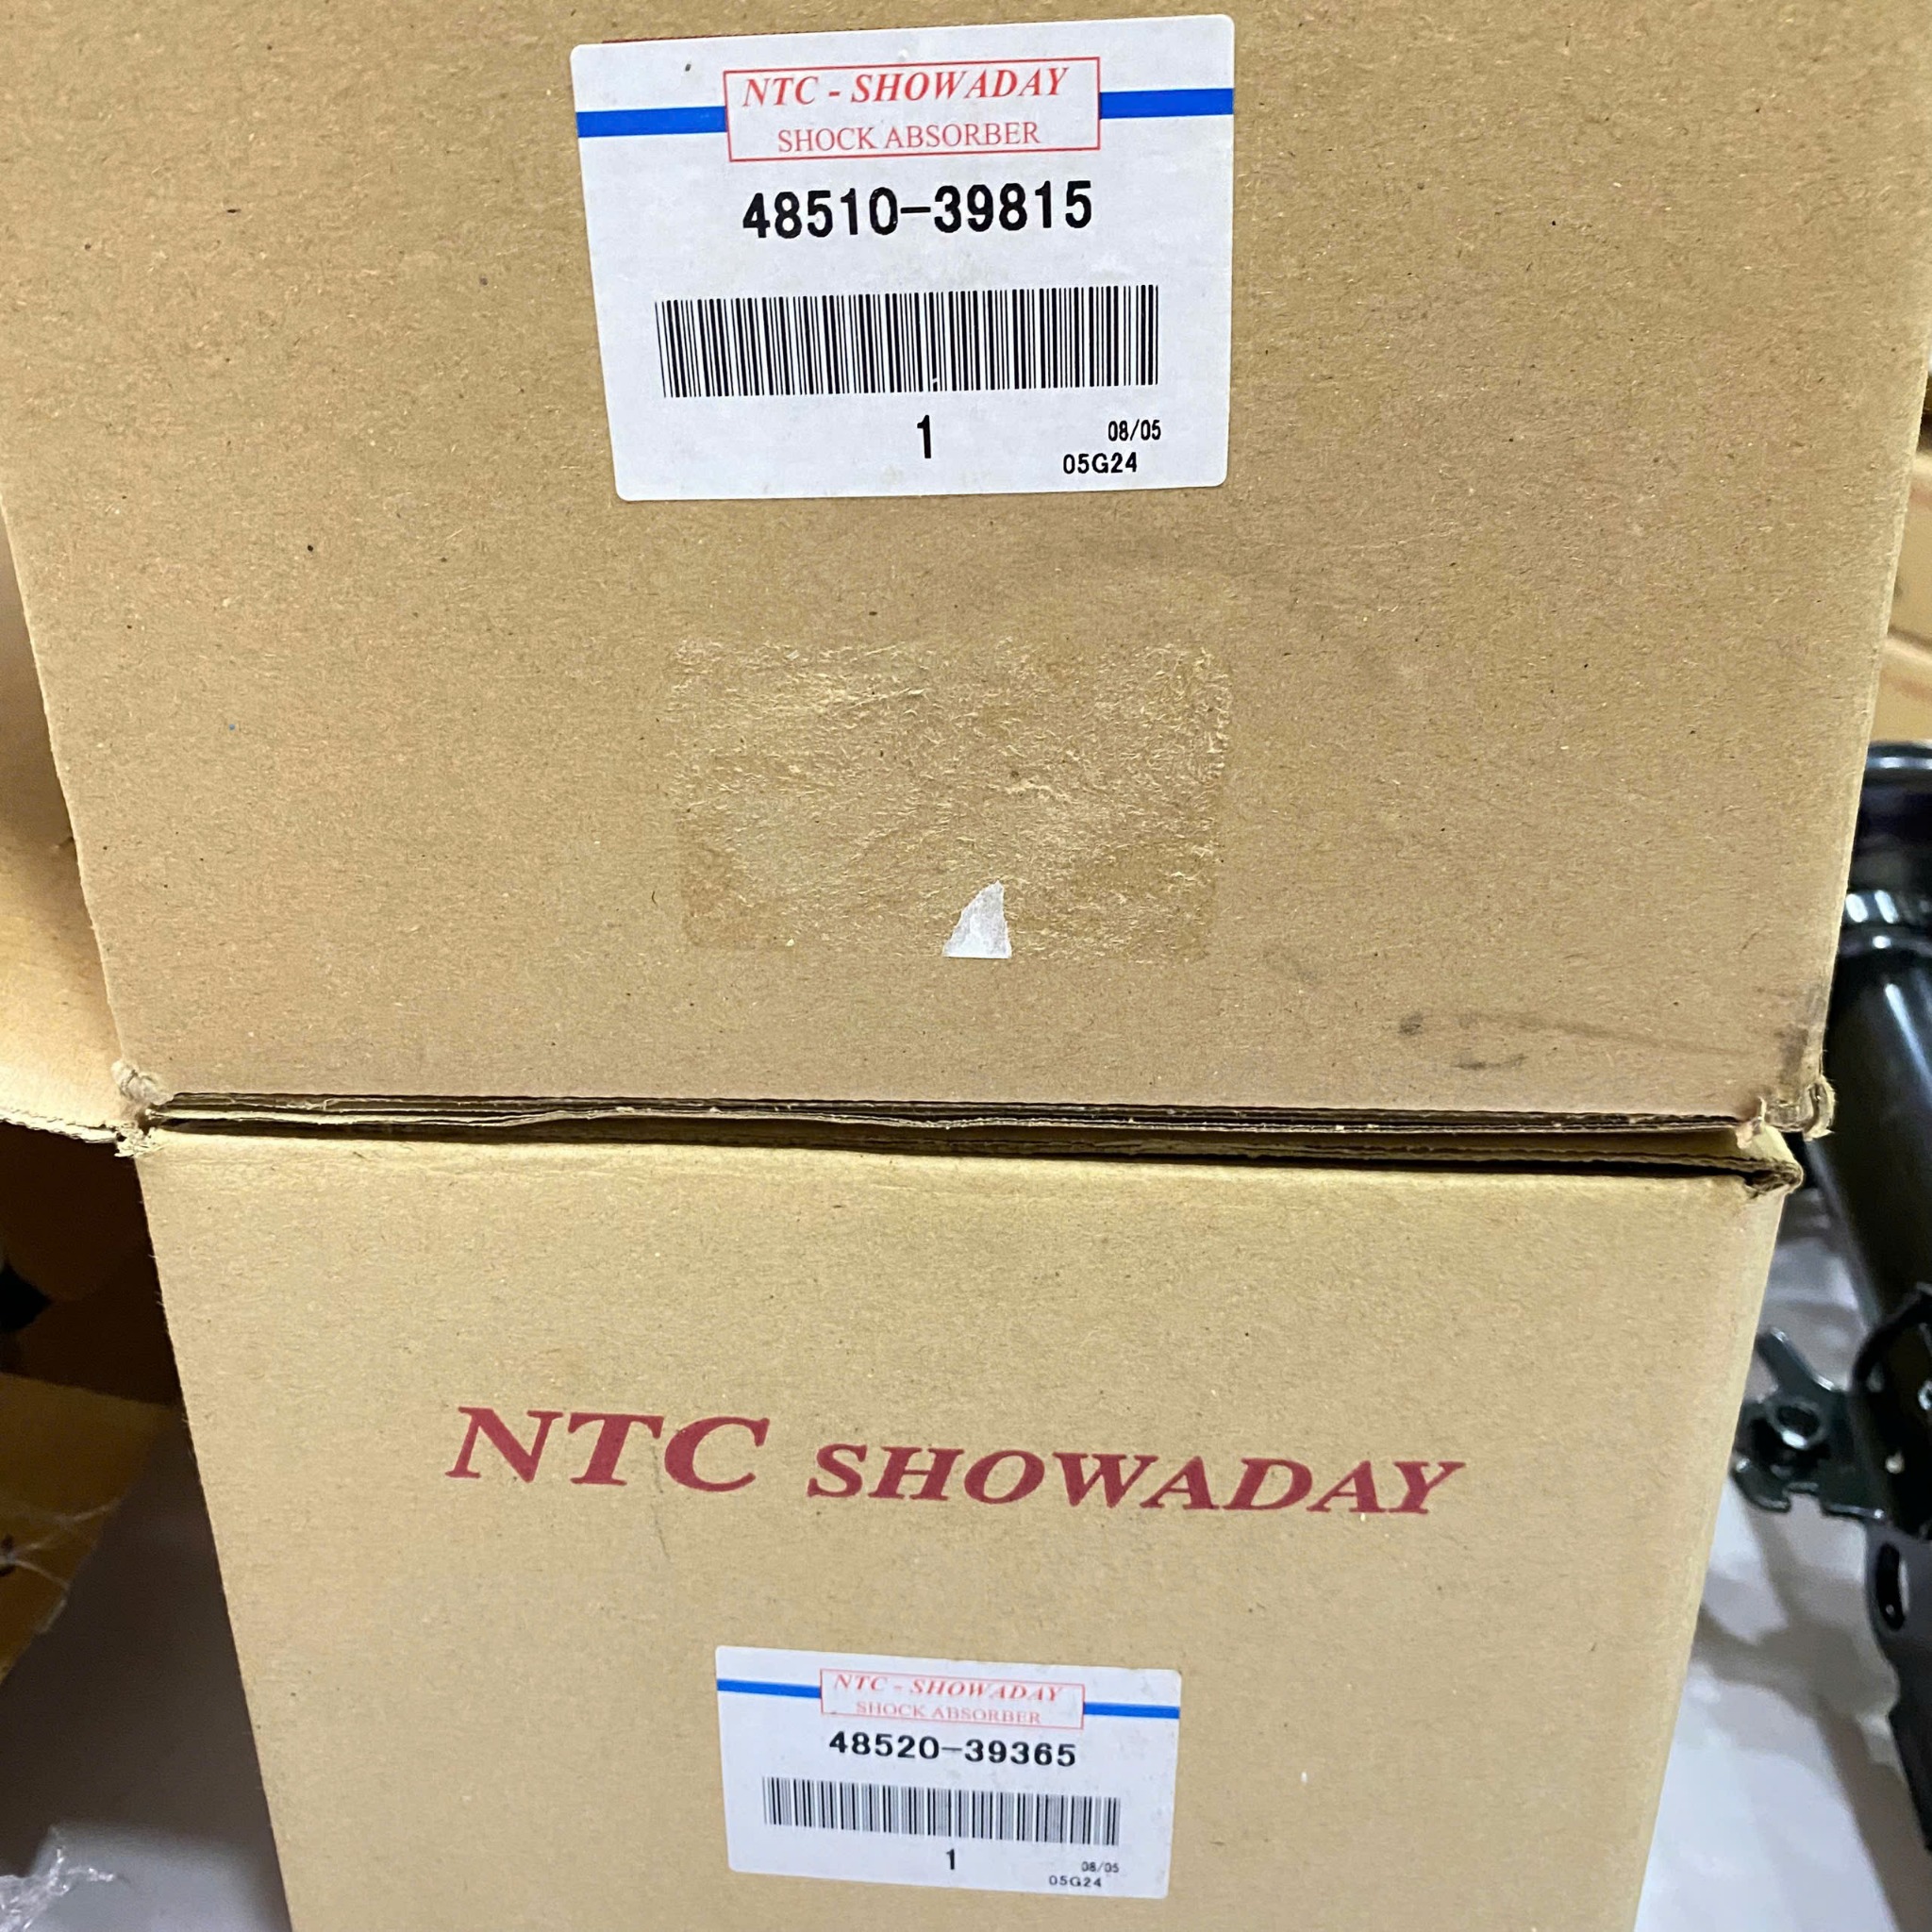 NTC - SHOWADAY
SHOCK ABSORBER
48510-39815
1
08/05
05G24
NTC SHOWADAY
NTC - SHOWADAY
SHOCK ABSORBER
48520-39365
1
08/05
05G24